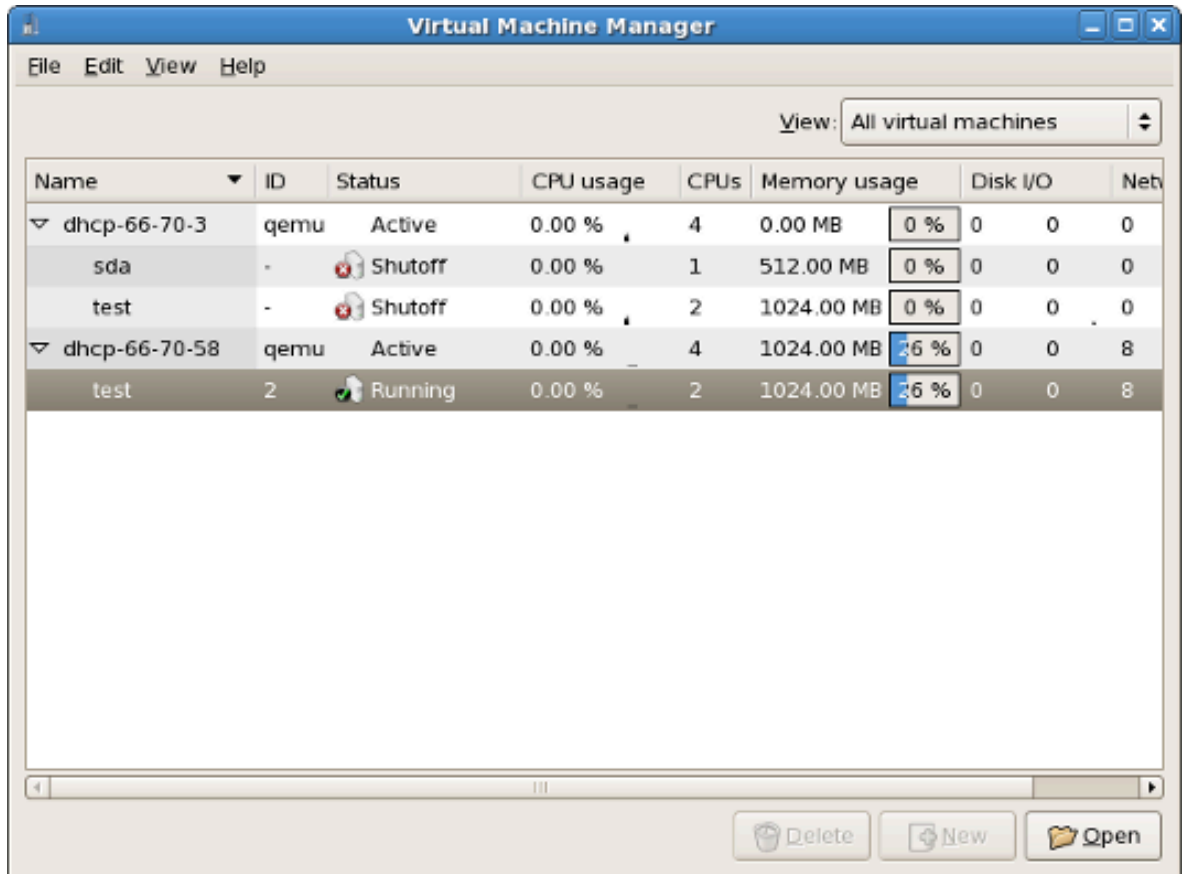 Virtual Machine Manager
File Edit View Help
View: All virtual machines
Name ID Status CPU usage CPUs Memory usage Disk I/O Netw
dhcp-66-70-3 qemu Active 0.00 % 4 0.00 MB 0 % 0 0 0
sda - Shutoff 0.00 % 1 512.00 MB 0 % 0 0 0
test - Shutoff 0.00 % 2 1024.00 MB 0 % 0 0 0
dhcp-66-70-58 qemu Active 0.00 % 4 1024.00 MB 26 % 0 0 8
test 2 Running 0.00 % 2 1024.00 MB 26 % 0 0 8
Delete New Open